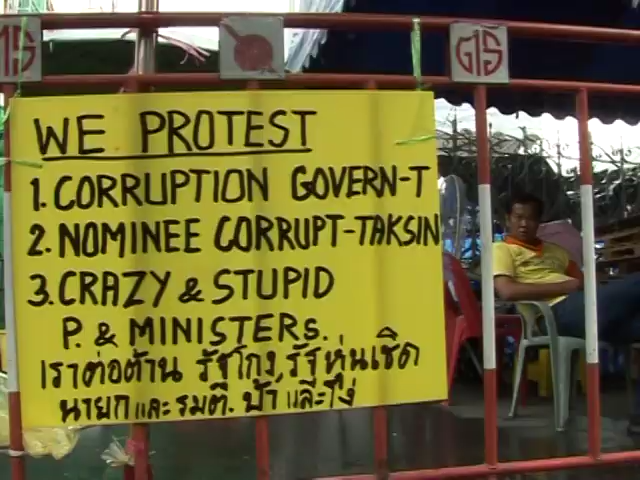 WE PROTEST
1. CORRUPTION GOVERN-T
2. NOMINEE CORRUPT-TAKSIN
3. CRAZY & STUPID
P. & MINISTERS.
เราต่อต้าน รัฐโกง, รัฐหุ่นเชิด
นายก และ รมต. บ้า และโง่
G15